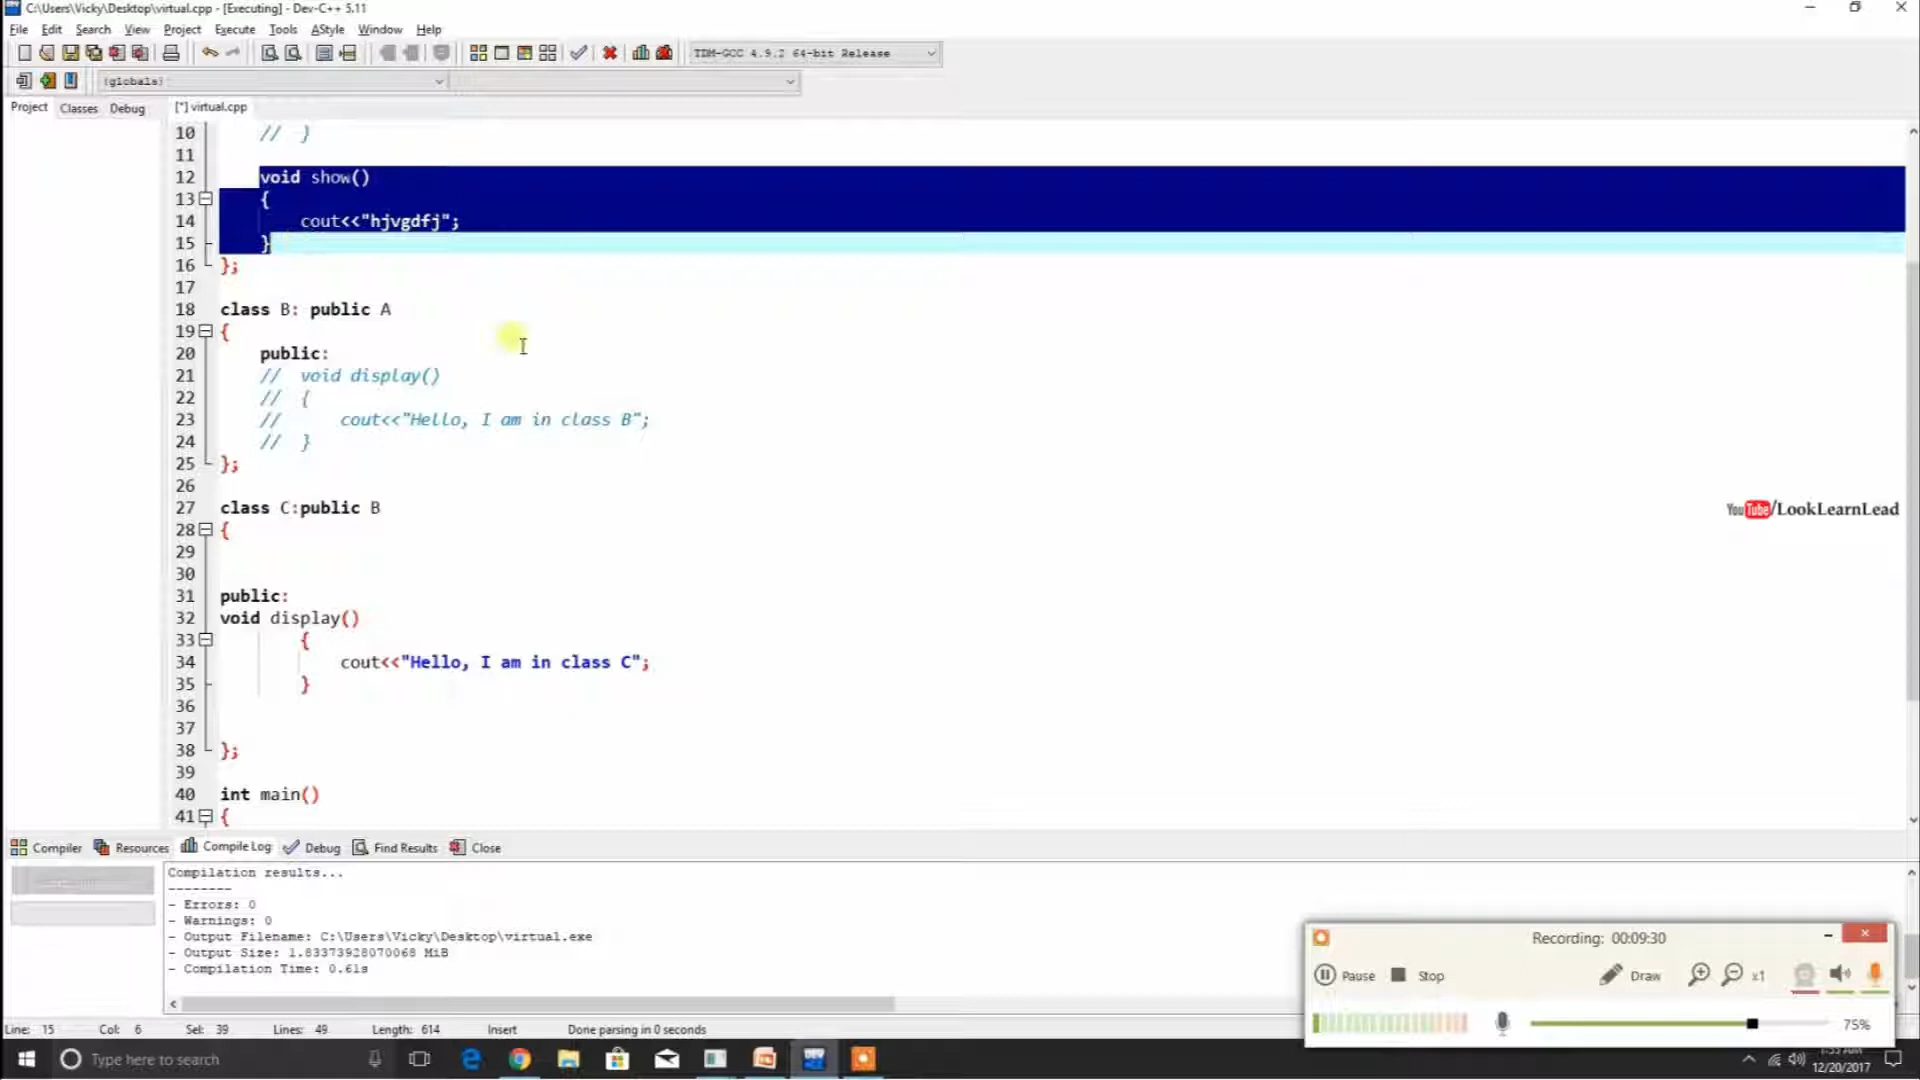 C:\Users\Vicky\Desktop\virtual.cpp - [Executing] - Dev-C++ 5.11
File Edit Search View Project Execute Tools AStyle Window Help
TDM-GCC 4.9.2 64-bit Release
(globals)
Project Classes Debug [*] virtual.cpp
10 // }
11
12 void show()
13 {
14 cout<<"hjvgdfj";
15 }
16 };
17
18 class B: public A
19 {
20 public:
21 // void display()
22 // {
23 // cout<<"Hello, I am in class B";
24 // }
25 };
26
27 class C:public B
28 {
29
30
31 public:
32 void display()
33 {
34 cout<<"Hello, I am in class C";
35 }
36
37
38 };
39
40 int main()
41 {
YouTube/LookLearnLead
Compiler Resources Compile Log Debug Find Results Close
Compilation results...
--------
- Errors: 0
- Warnings: 0
- Output Filename: C:\Users\Vicky\Desktop\virtual.exe
- Output Size: 1.83373928070068 MiB
- Compilation Time: 0.61s
Recording: 00:09:30
Pause Stop Draw x1
75%
Line: 15 Col: 6 Sel: 39 Lines: 49 Length: 614 Insert Done parsing in 0 seconds
Type here to search
12/20/2017